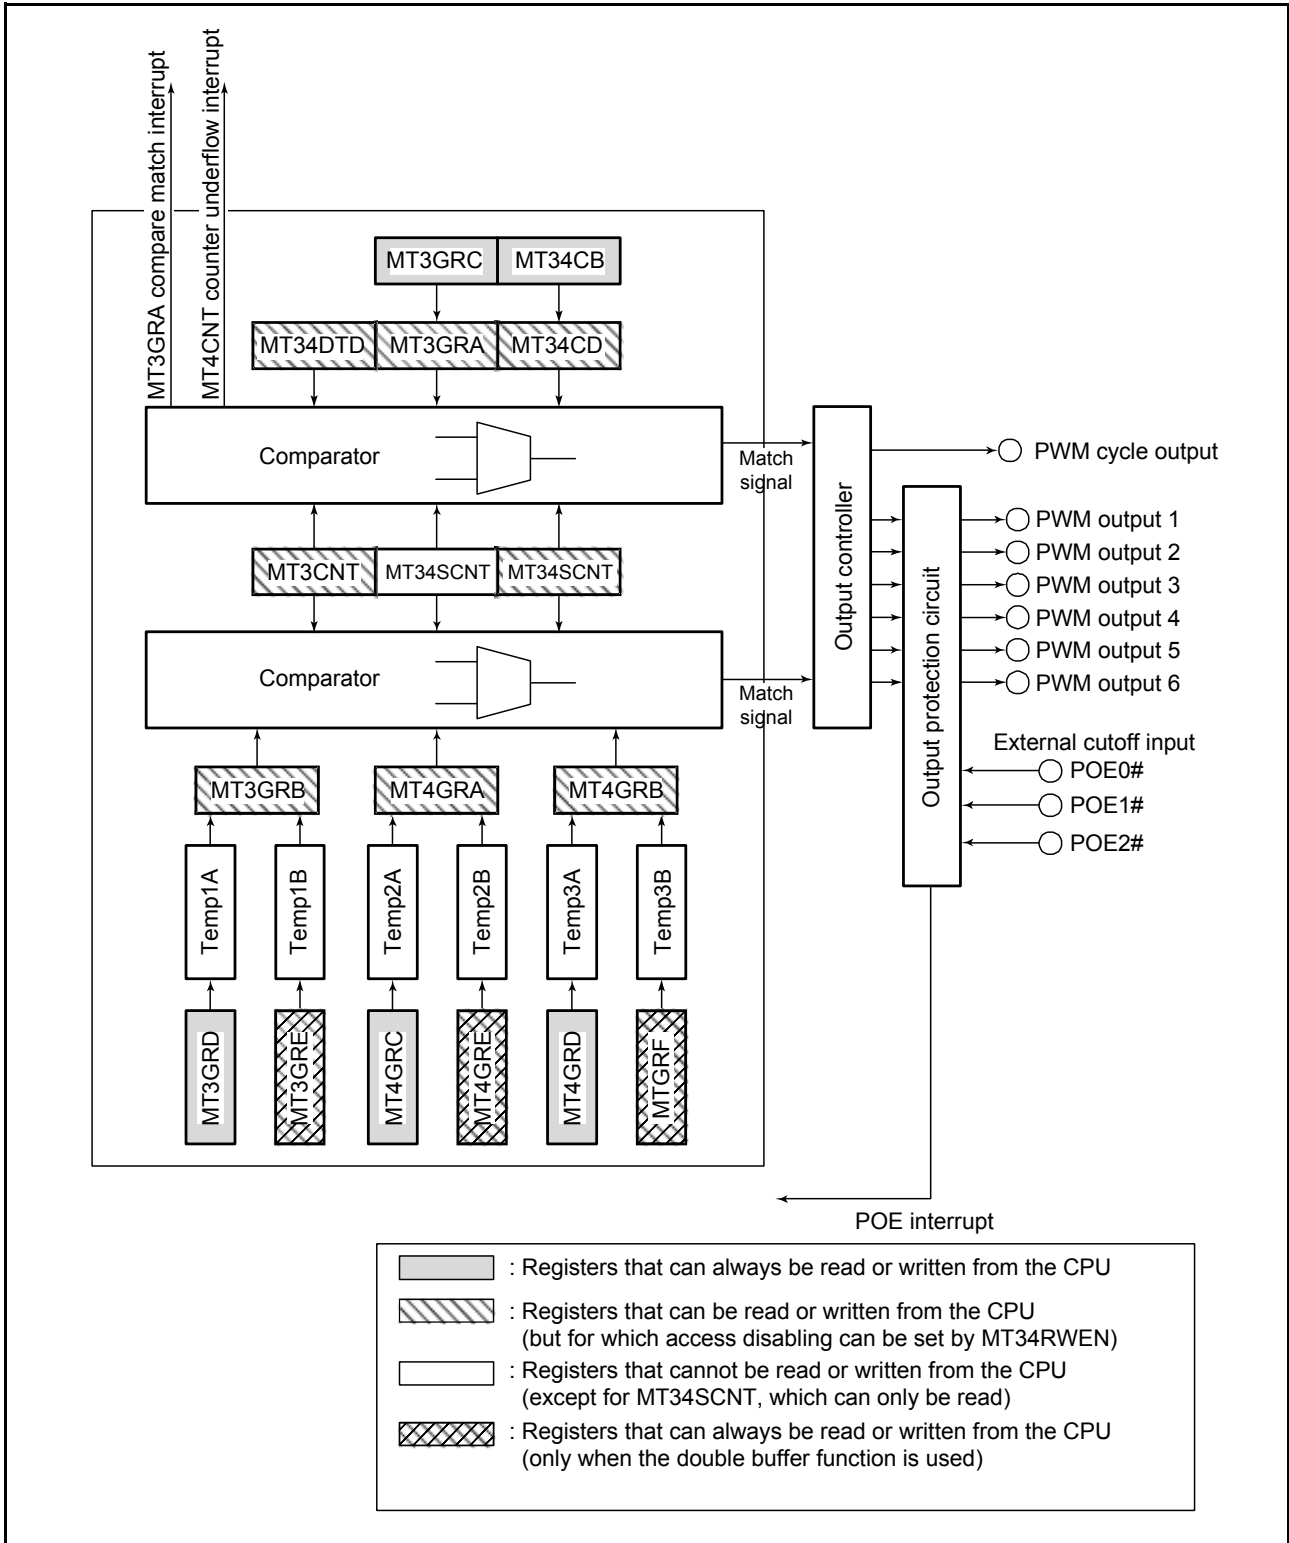 MT3GRA compare match interrupt
MT4CNT counter underflow interrupt
MT3GRC
MT34CB
MT34DTD
MT3GRA
MT34CD
Comparator
Match
signal
MT3CNT
MT34SCNT
MT34SCNT
Comparator
Match
signal
Output controller
Output protection circuit
PWM cycle output
PWM output 1
PWM output 2
PWM output 3
PWM output 4
PWM output 5
PWM output 6
External cutoff input
POE0#
POE1#
POE2#
MT3GRB
MT4GRA
MT4GRB
Temp1A
Temp1B
Temp2A
Temp2B
Temp3A
Temp3B
MT3GRD
MT3GRE
MT4GRC
MT4GRE
MT4GRD
MTGRF
POE interrupt
: Registers that can always be read or written from the CPU
: Registers that can be read or written from the CPU
(but for which access disabling can be set by MT34RWEN)
: Registers that cannot be read or written from the CPU
(except for MT34SCNT, which can only be read)
: Registers that can always be read or written from the CPU
(only when the double buffer function is used)